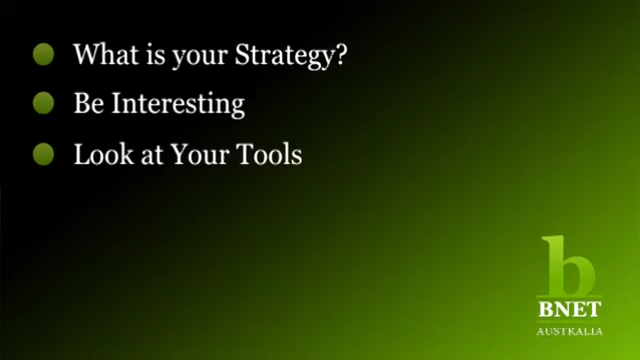 What is your Strategy?
Be Interesting
Look at Your Tools
b
BNET
AUSTRALIA